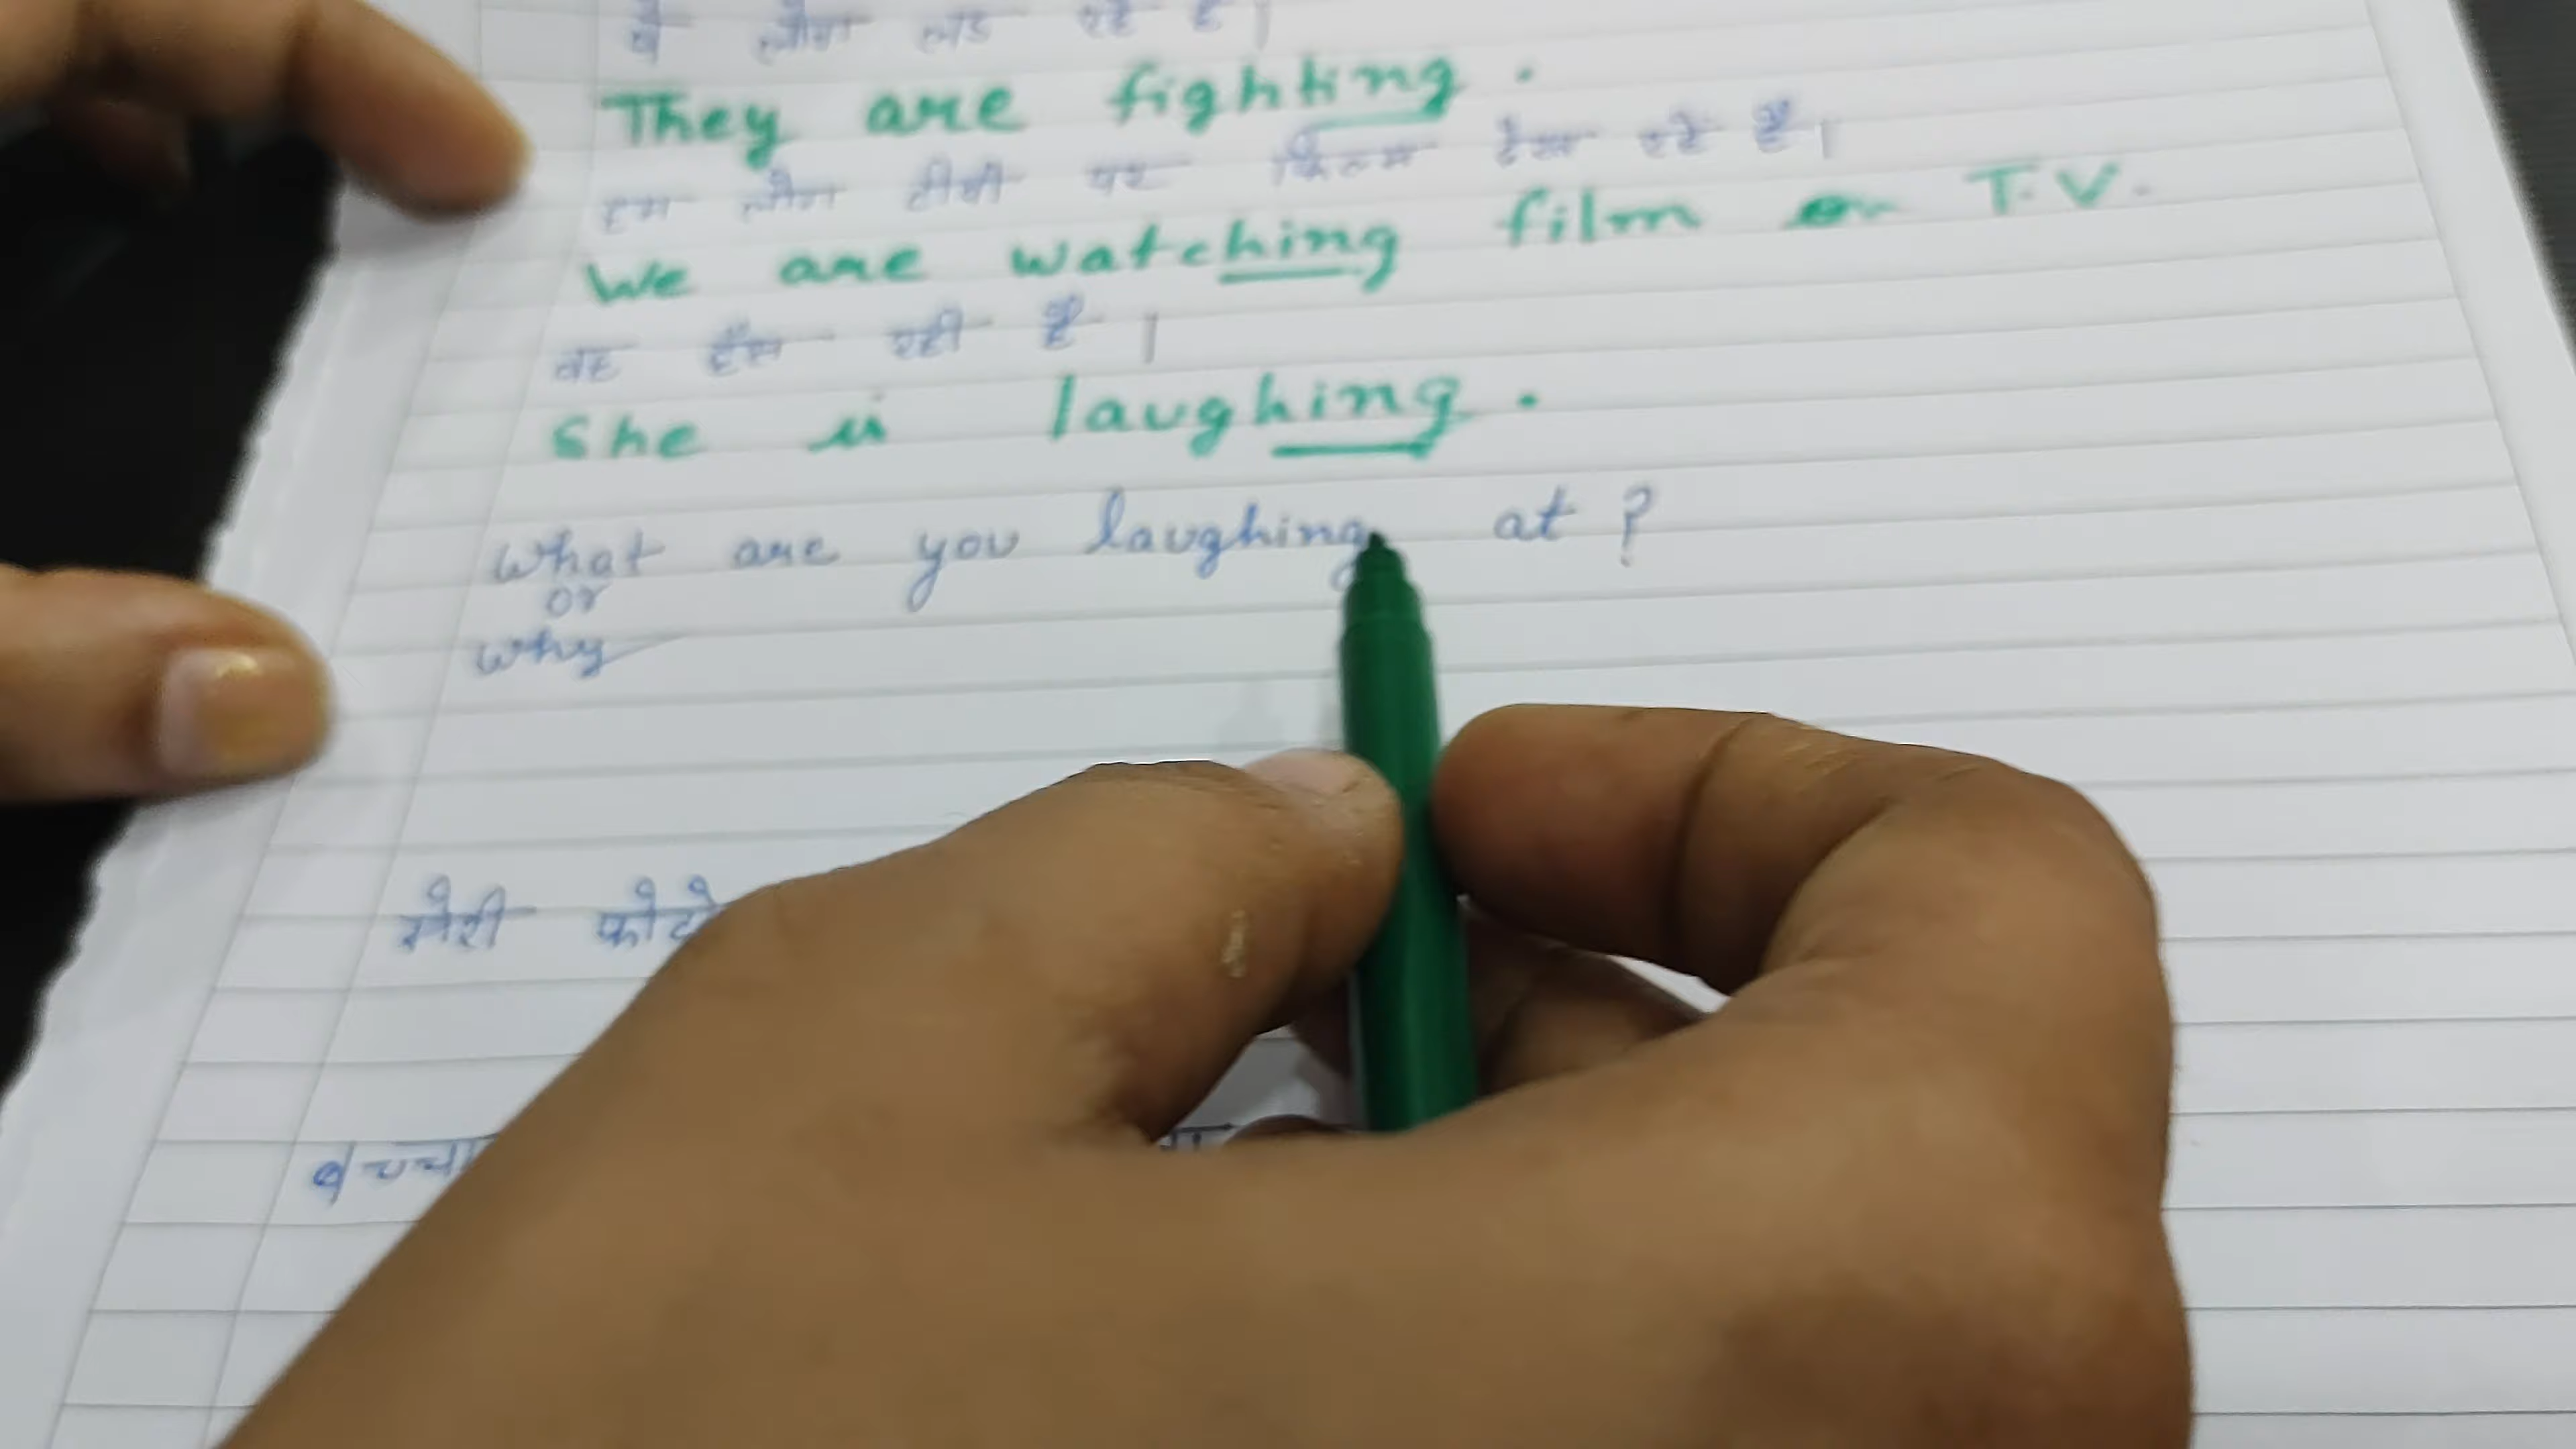 वे लोग लड रहे हैं।
They are fighting.
हम लोग टीवी पर फिल्म देख रहे हैं।
We are watching film on T.V.
वह हँस रही है।
She is laughing.
What are you laughing at ?
or
why
मेरी फोटो
बच्चा